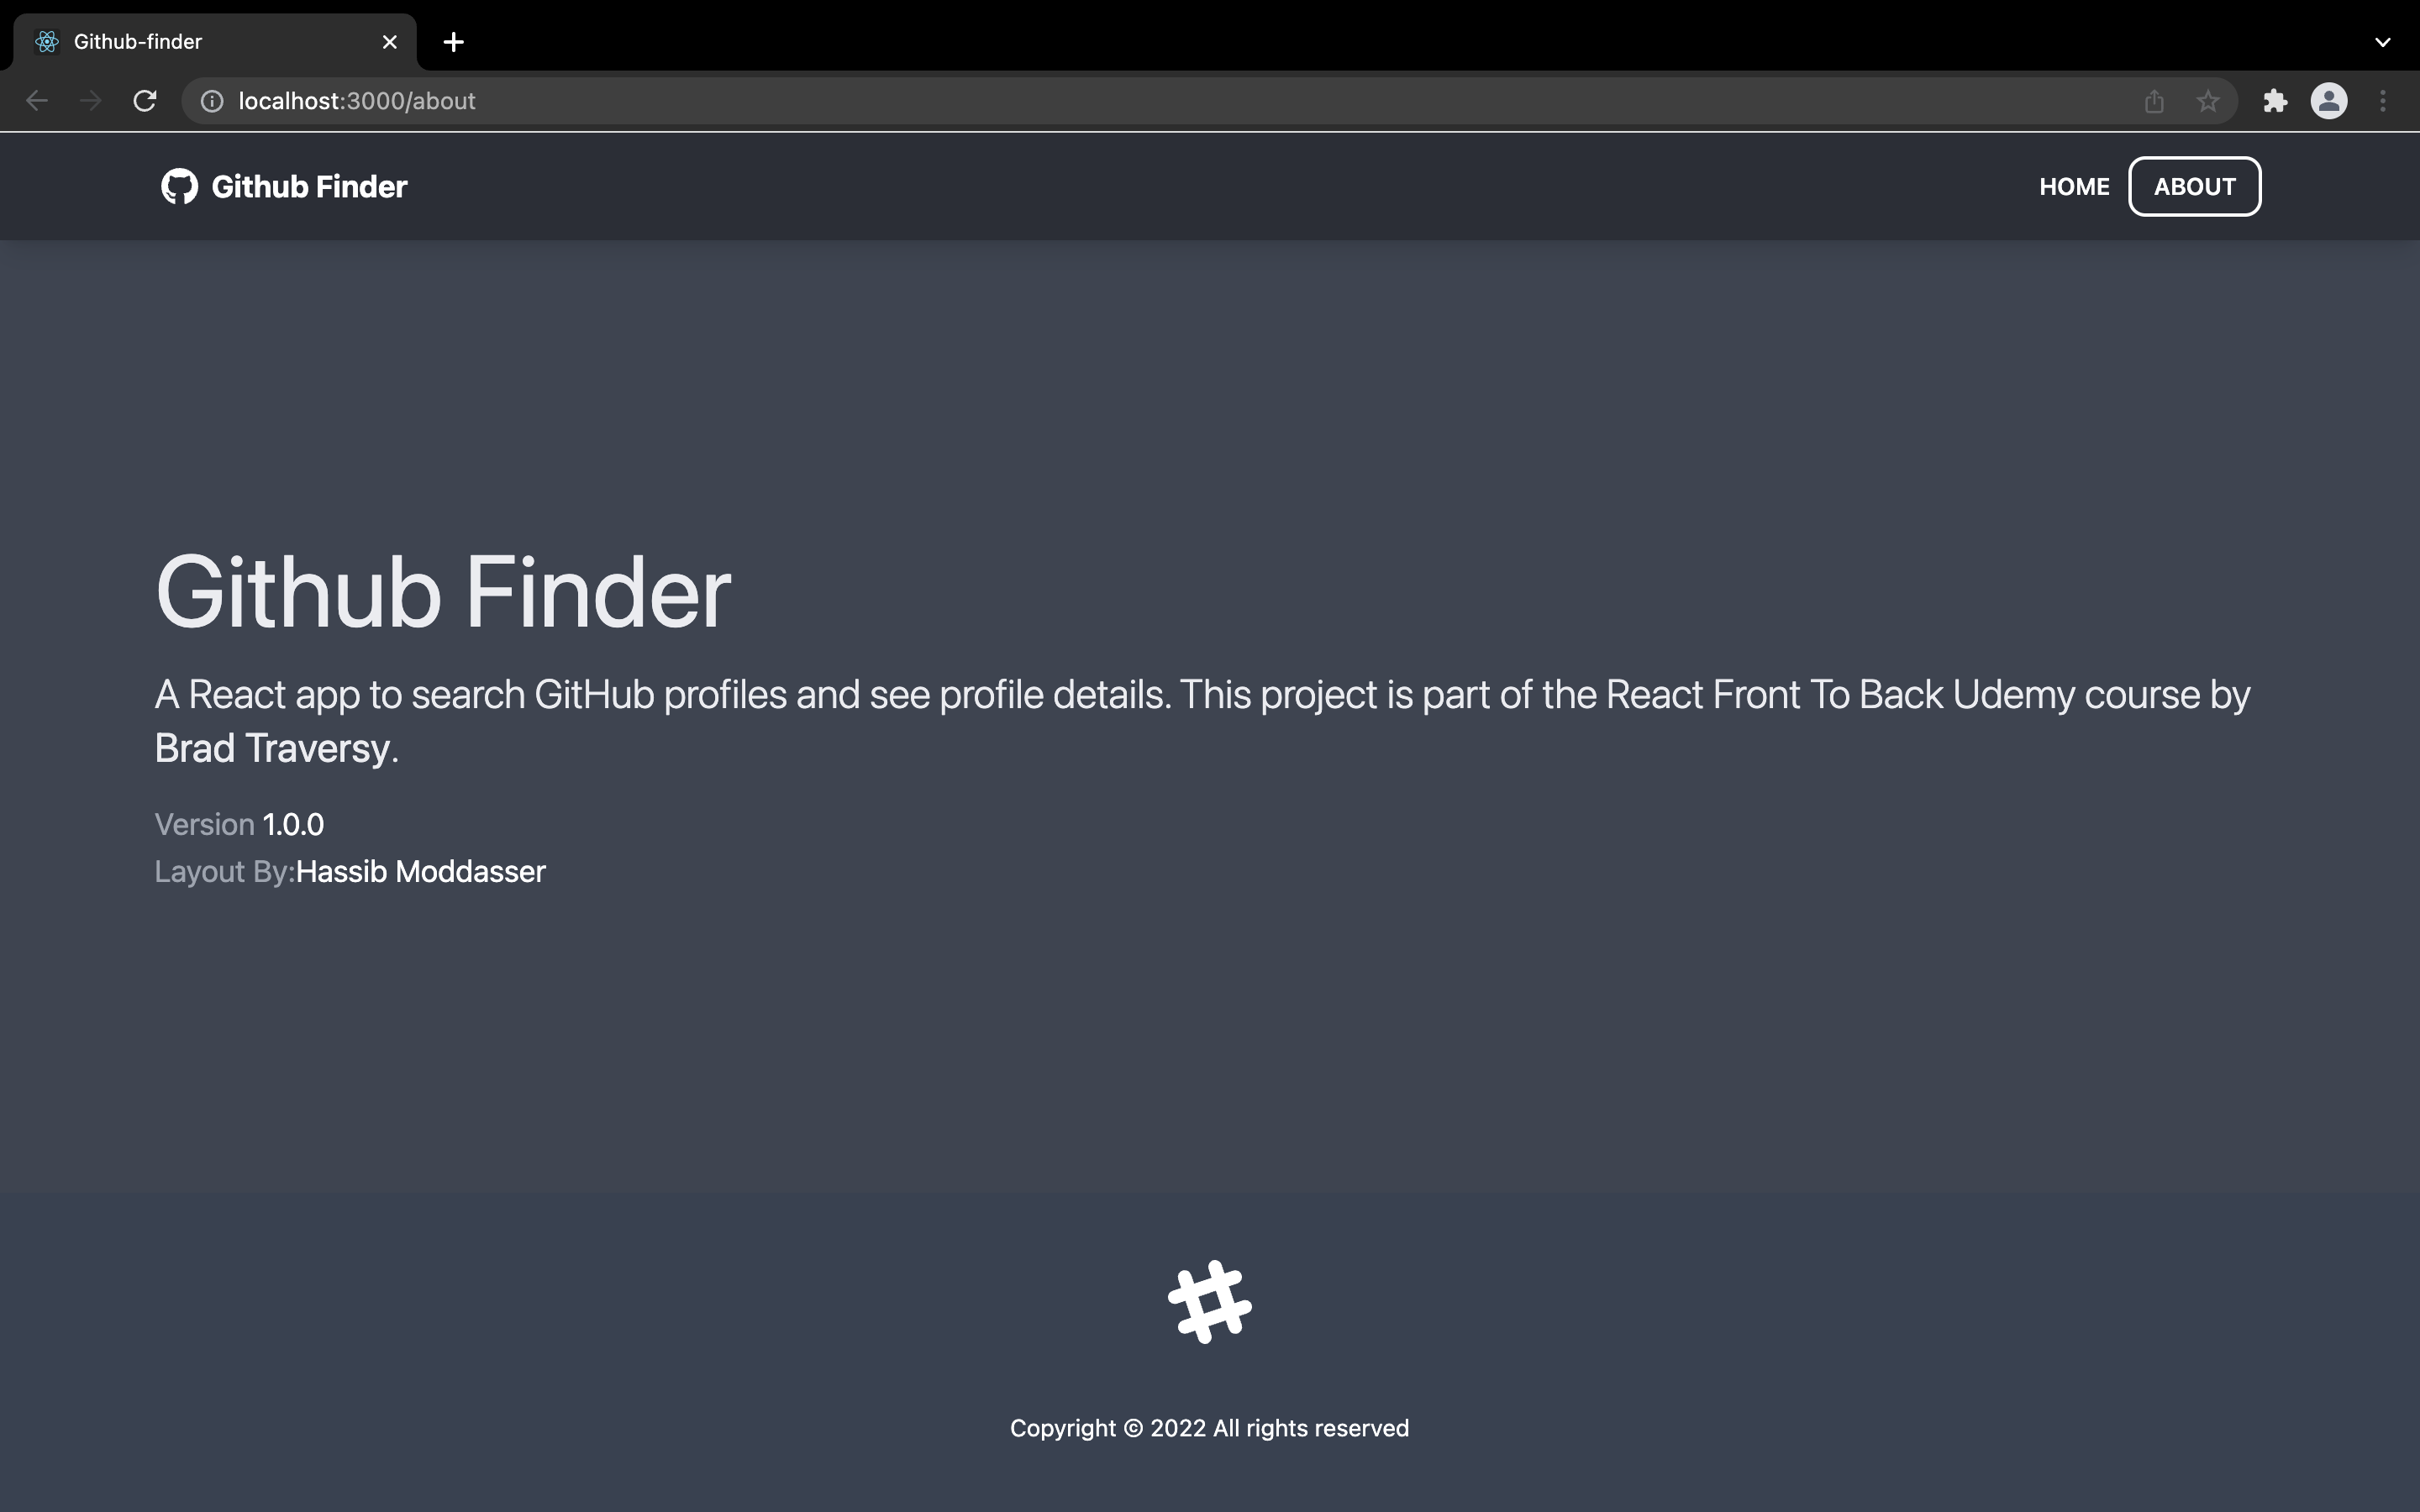 Github-finder
localhost:3000/about
Github Finder
HOME ABOUT
Github Finder
A React app to search GitHub profiles and see profile details. This project is part of the React Front To Back Udemy course by
Brad Traversy.
Version 1.0.0
Layout By:Hassib Moddasser
Copyright © 2022 All rights reserved